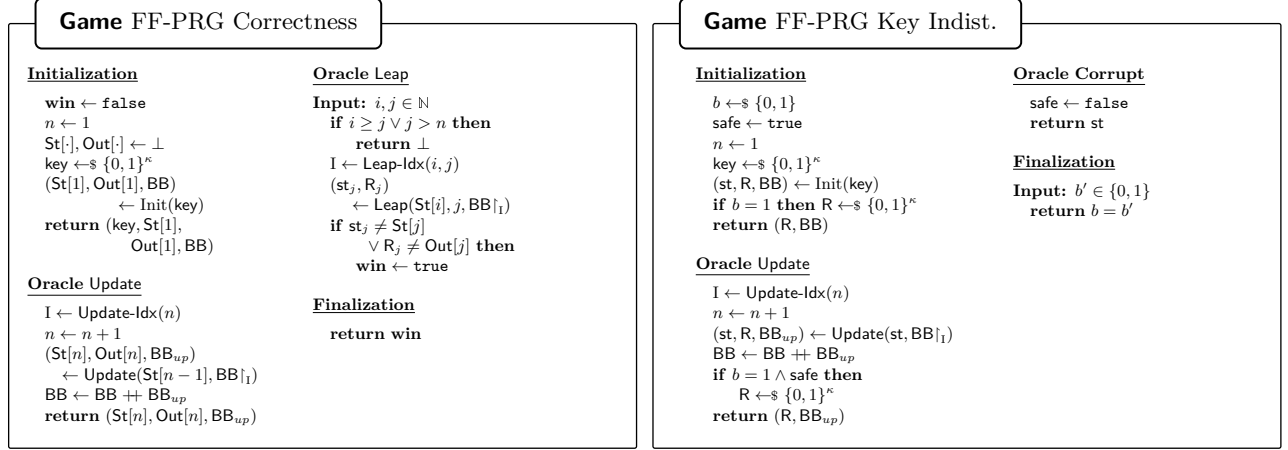 Game FF-PRG Correctness
Initialization
win ← false
n ← 1
St[·], Out[·] ← ⊥
key ←$ {0, 1}^κ
(St[1], Out[1], BB)
← Init(key)
return (key, St[1],
Out[1], BB)
Oracle Update
I ← Update-Idx(n)
n ← n + 1
(St[n], Out[n], BB_up)
← Update(St[n − 1], BB↾_I)
BB ← BB ⧺ BB_up
return (St[n], Out[n], BB_up)
Oracle Leap
Input: i, j ∈ ℕ
if i ≥ j ∨ j > n then
return ⊥
I ← Leap-Idx(i, j)
(st_j, R_j)
← Leap(St[i], j, BB↾_I)
if st_j ≠ St[j]
∨ R_j ≠ Out[j] then
win ← true
Finalization
return win
Game FF-PRG Key Indist.
Initialization
b ←$ {0, 1}
safe ← true
n ← 1
key ←$ {0, 1}^κ
(st, R, BB) ← Init(key)
if b = 1 then R ←$ {0, 1}^κ
return (R, BB)
Oracle Update
I ← Update-Idx(n)
n ← n + 1
(st, R, BB_up) ← Update(st, BB↾_I)
BB ← BB ⧺ BB_up
if b = 1 ∧ safe then
R ←$ {0, 1}^κ
return (R, BB_up)
Oracle Corrupt
safe ← false
return st
Finalization
Input: b′ ∈ {0, 1}
return b = b′